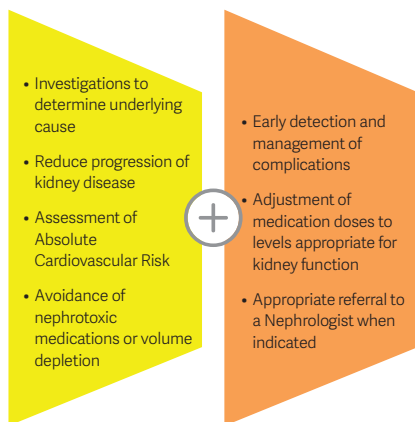 • Investigations to
determine underlying
cause
• Reduce progression of
kidney disease
• Assessment of
Absolute
Cardiovascular Risk
• Avoidance of
nephrotoxic
medications or volume
depletion
• Early detection and
management of
complications
• Adjustment of
medication doses to
levels appropriate for
kidney function
• Appropriate referral to
a Nephrologist when
indicated